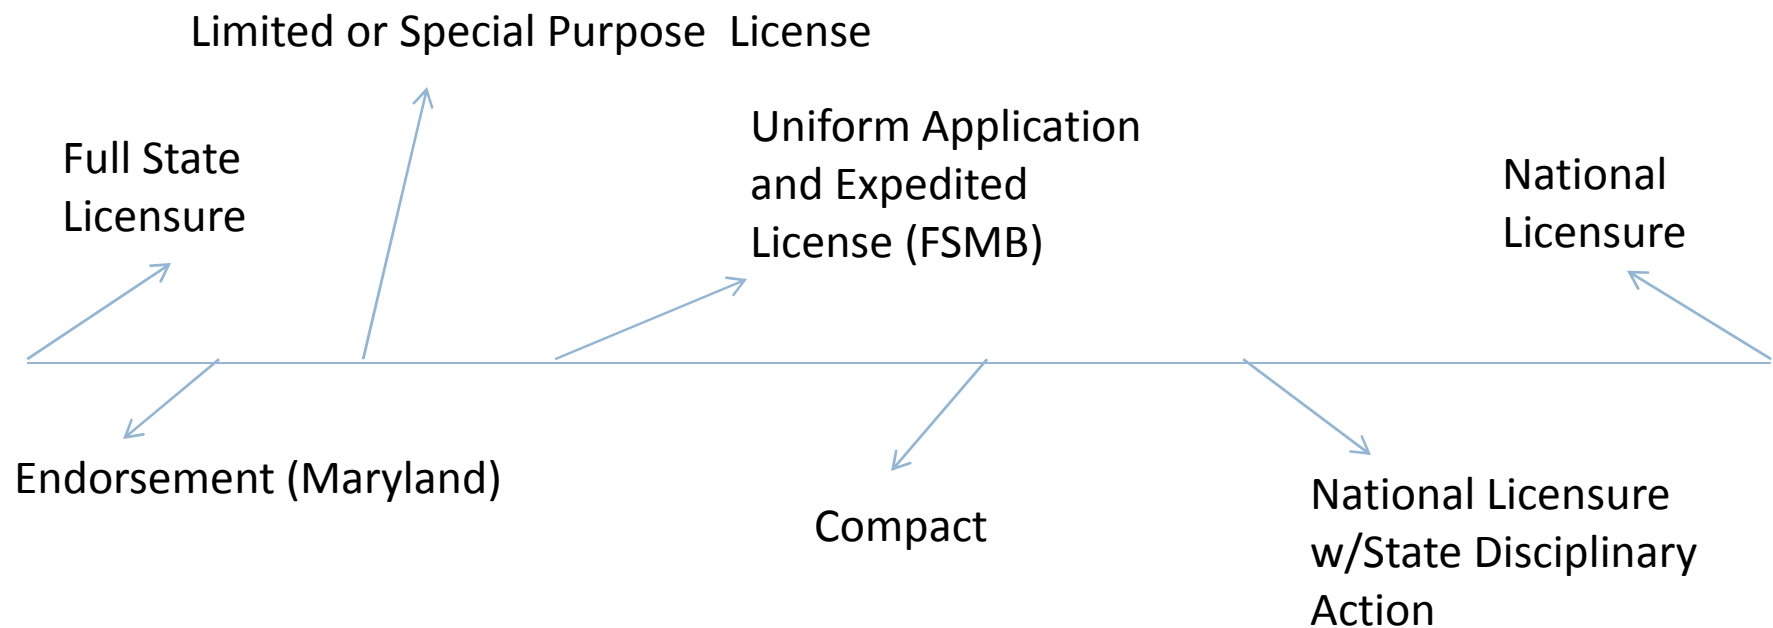 Limited or Special Purpose  License
Full State
Licensure
Uniform Application
and Expedited
License (FSMB)
National
Licensure
Endorsement (Maryland)
Compact
National Licensure
w/State Disciplinary
Action